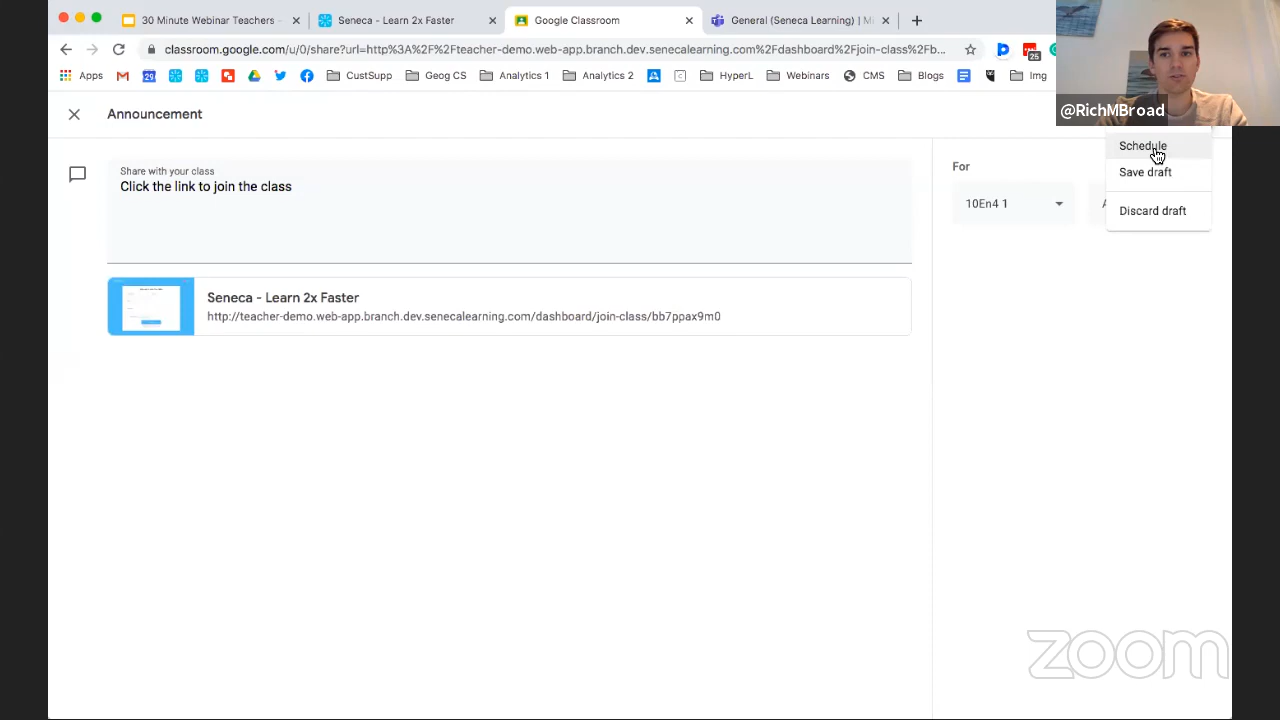 30 Minute Webinar Teachers -
Seneca - Learn 2x Faster
Google Classroom
General (Seneca Learning) | Mi
classroom.google.com/u/0/share?url=http%3A%2F%2Fteacher-demo.web-app.branch.dev.senecalearning.com%2Fdashboard%2Fjoin-class%2Fb...
25
Apps
29
CustSupp
Geog CS
Analytics 1
Analytics 2
HyperL
Webinars
CMS
Blogs
Img
@RichMBroad
Announcement
Schedule
Save draft
Discard draft
Share with your class
Click the link to join the class
For
10En4 1
Seneca - Learn 2x Faster
http://teacher-demo.web-app.branch.dev.senecalearning.com/dashboard/join-class/bb7ppax9m0
zoom